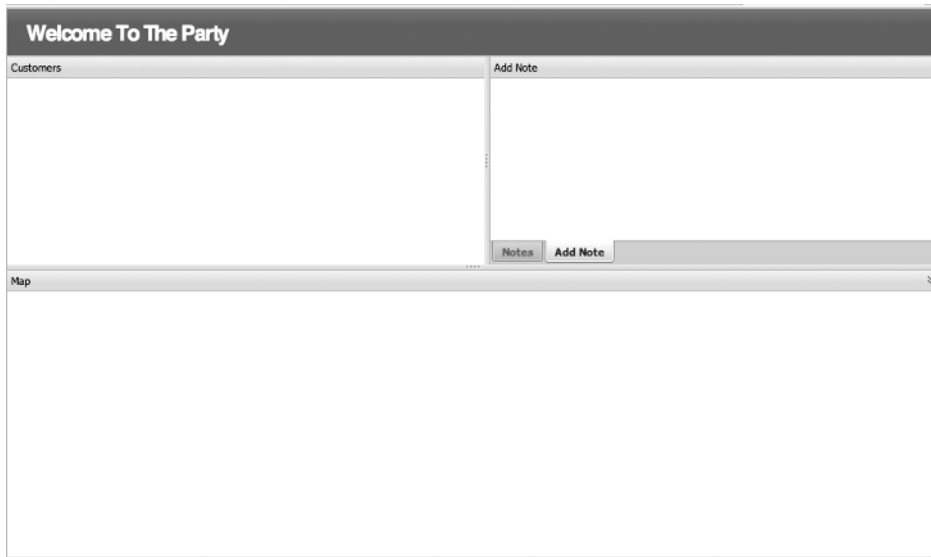 Welcome To The Party
Customers
Add Note
Notes
Add Note
Map